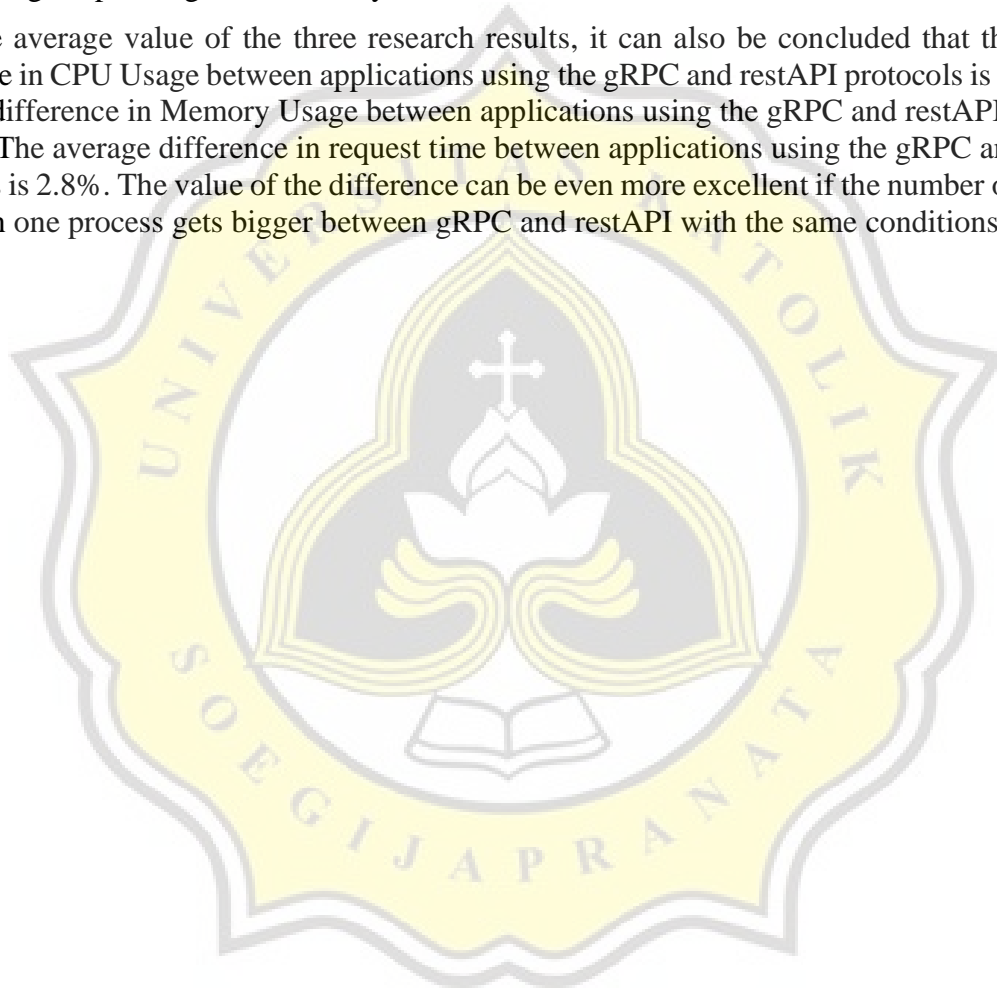 average value of the three research results, it can also be concluded that
in CPU Usage between applications using the gRPC and restAPI protocols is
difference in Memory Usage between applications using the gRPC and restAPI
The average difference in request time between applications using the gRPC
is 2.8%. The value of the difference can be even more excellent if the number
one process gets bigger between gRPC and restAPI with the same conditions
UNIVERSITAS KATOLIK
SOEGIJAPRANATA